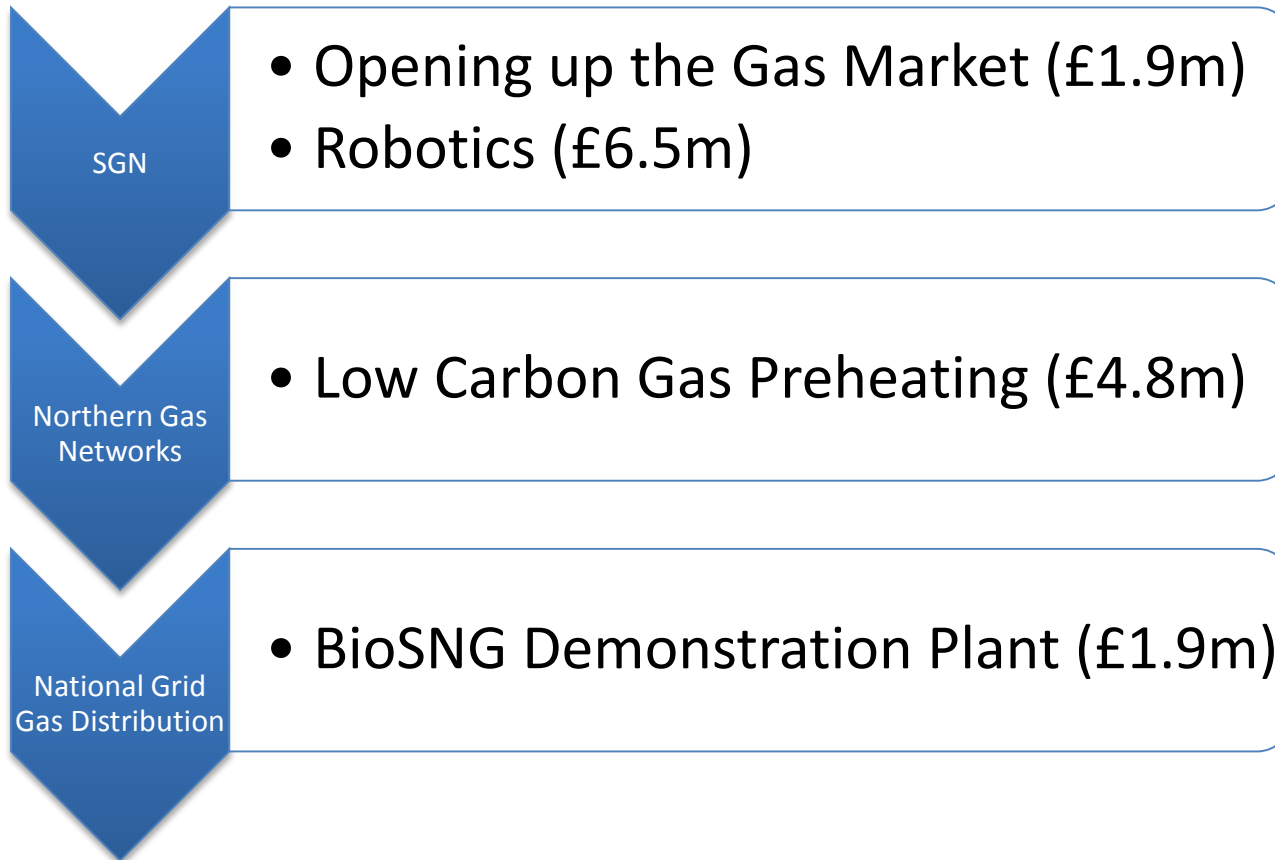 SGN
• Opening up the Gas Market (£1.9m)
• Robotics (£6.5m)
Northern Gas
Networks
• Low Carbon Gas Preheating (£4.8m)
National Grid
Gas Distribution
• BioSNG Demonstration Plant (£1.9m)